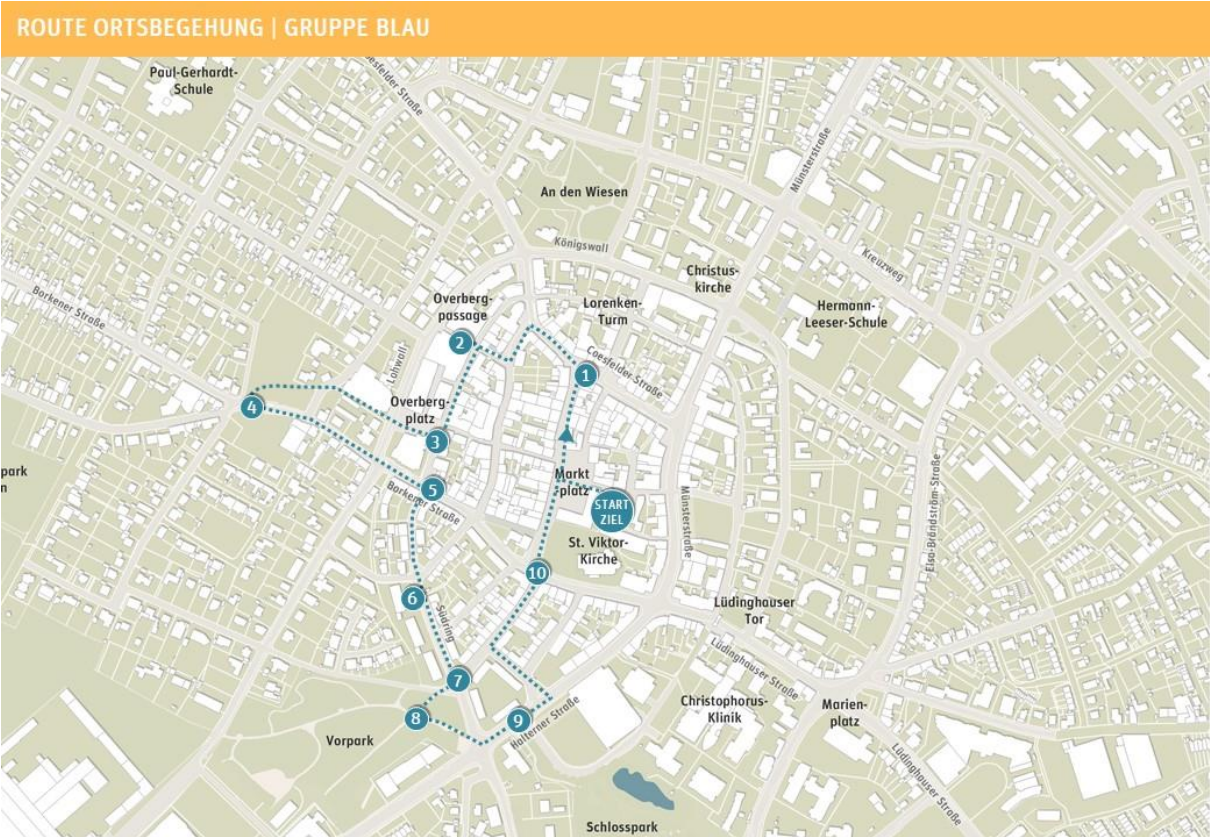 ROUTE ORTSBEGEHUNG | GRUPPE BLAU
Paul-Gerhardt-
Schule
Coesfelder Straße
Münsterstraße
An den Wiesen
Königswall
Kreuzweg
Christus-
kirche
Borkener Straße
Overberg-
passage
Lorenken-
Turm
Hermann-
Leeser-Schule
2
Lohwall
Coesfelder Straße
1
4
Overberg-
platz
3
park
n
Markt
platz
5
Borkener Straße
START
ZIEL
Münsterstraße
Elsa-Brändström-Straße
St. Viktor-
Kirche
10
6
Südring
Lüdinghauser
Tor
Lüdinghauser Straße
7
8
9
Halterner Straße
Christophorus-
Klinik
Marien-
platz
Vorpark
Lüdinghauser Straße
Schlosspark